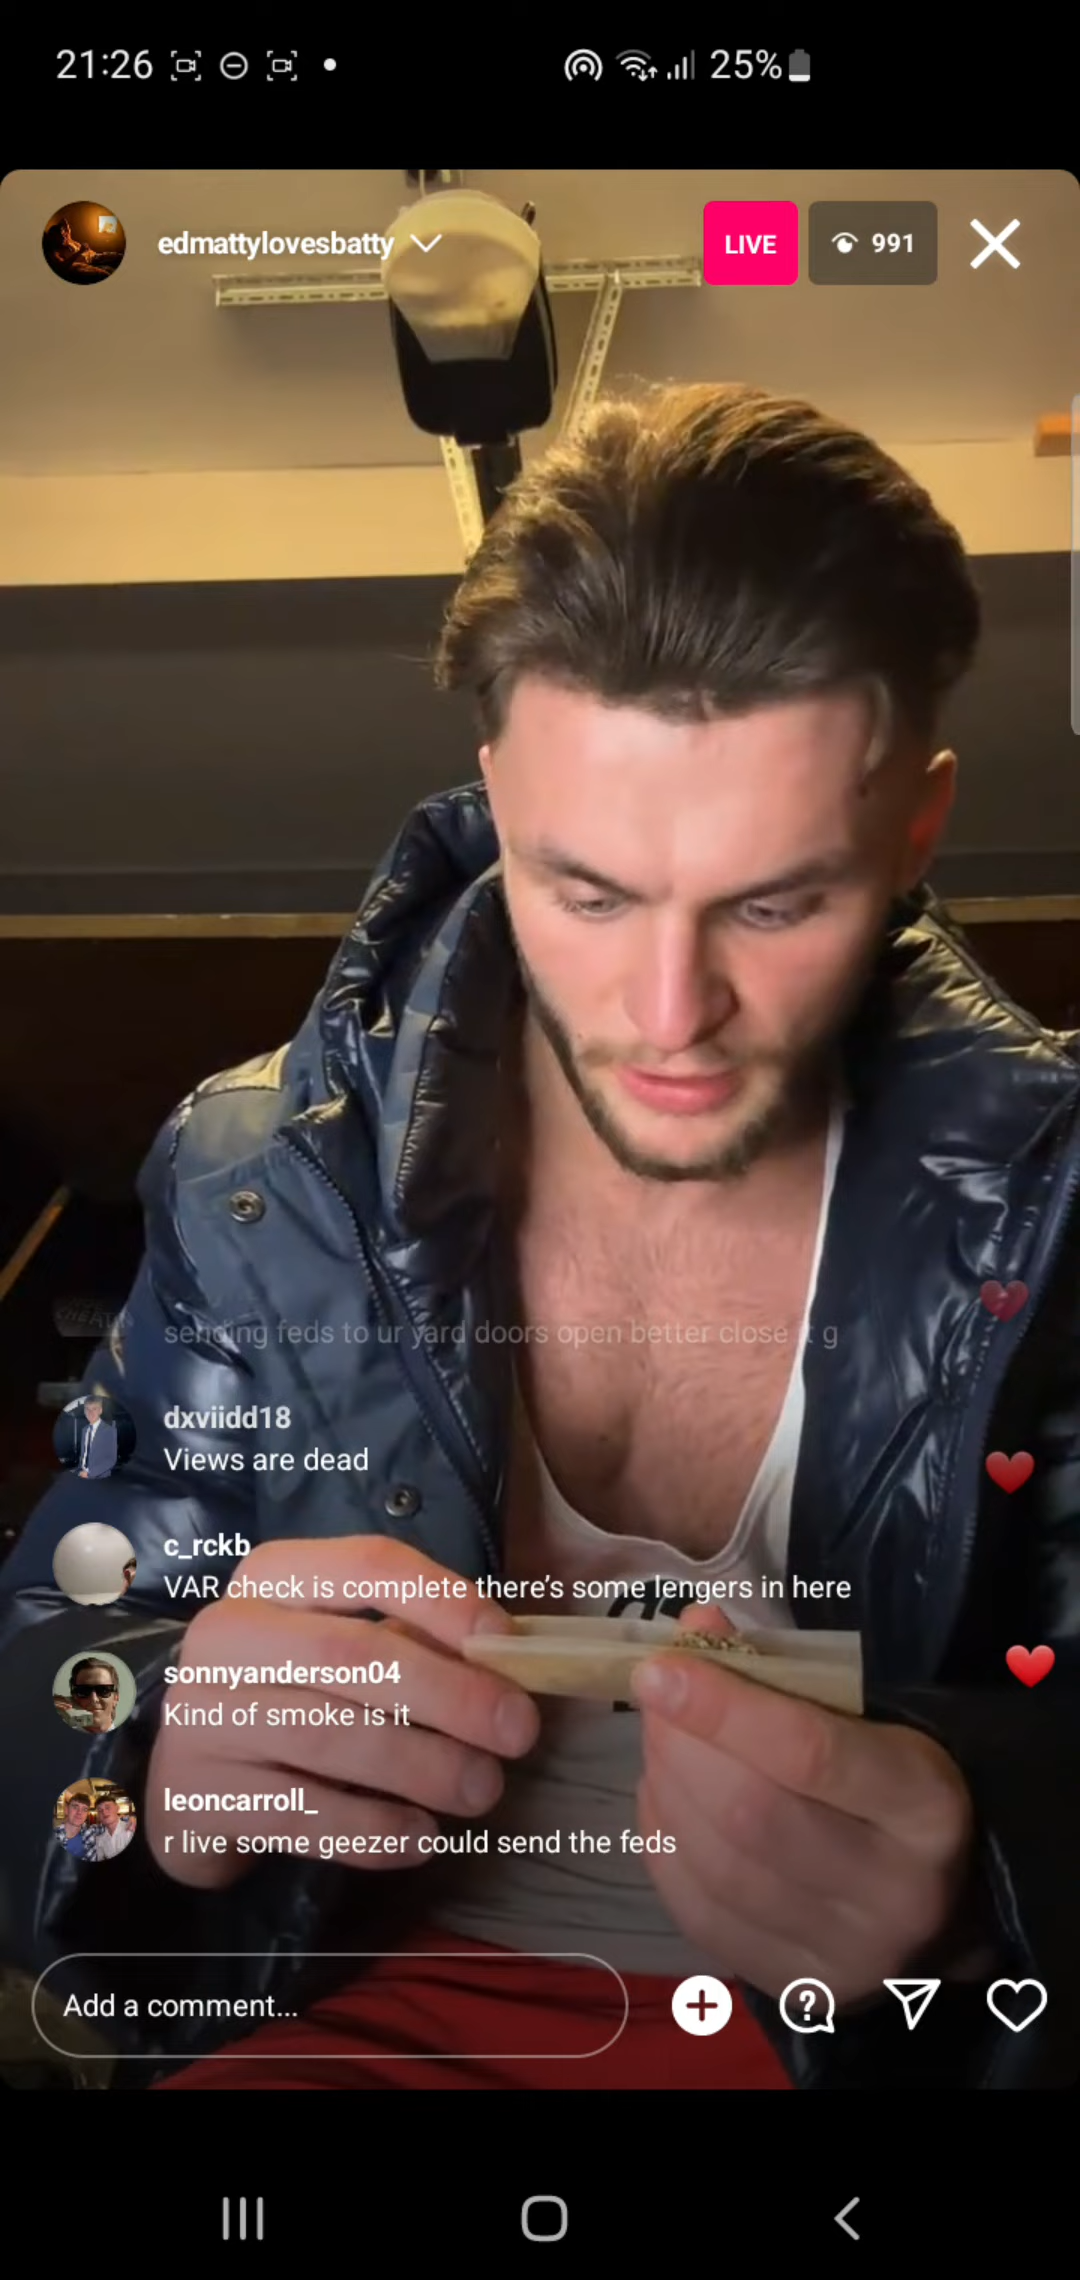 21:26
25%
edmattylovesbatty
LIVE
991
sending feds to ur yard doors open better close it g
dxviidd18
Views are dead
c_rckb
VAR check is complete there's some lengers in here
sonnyanderson04
Kind of smoke is it
leoncarroll_
r live some geezer could send the feds
Add a comment...